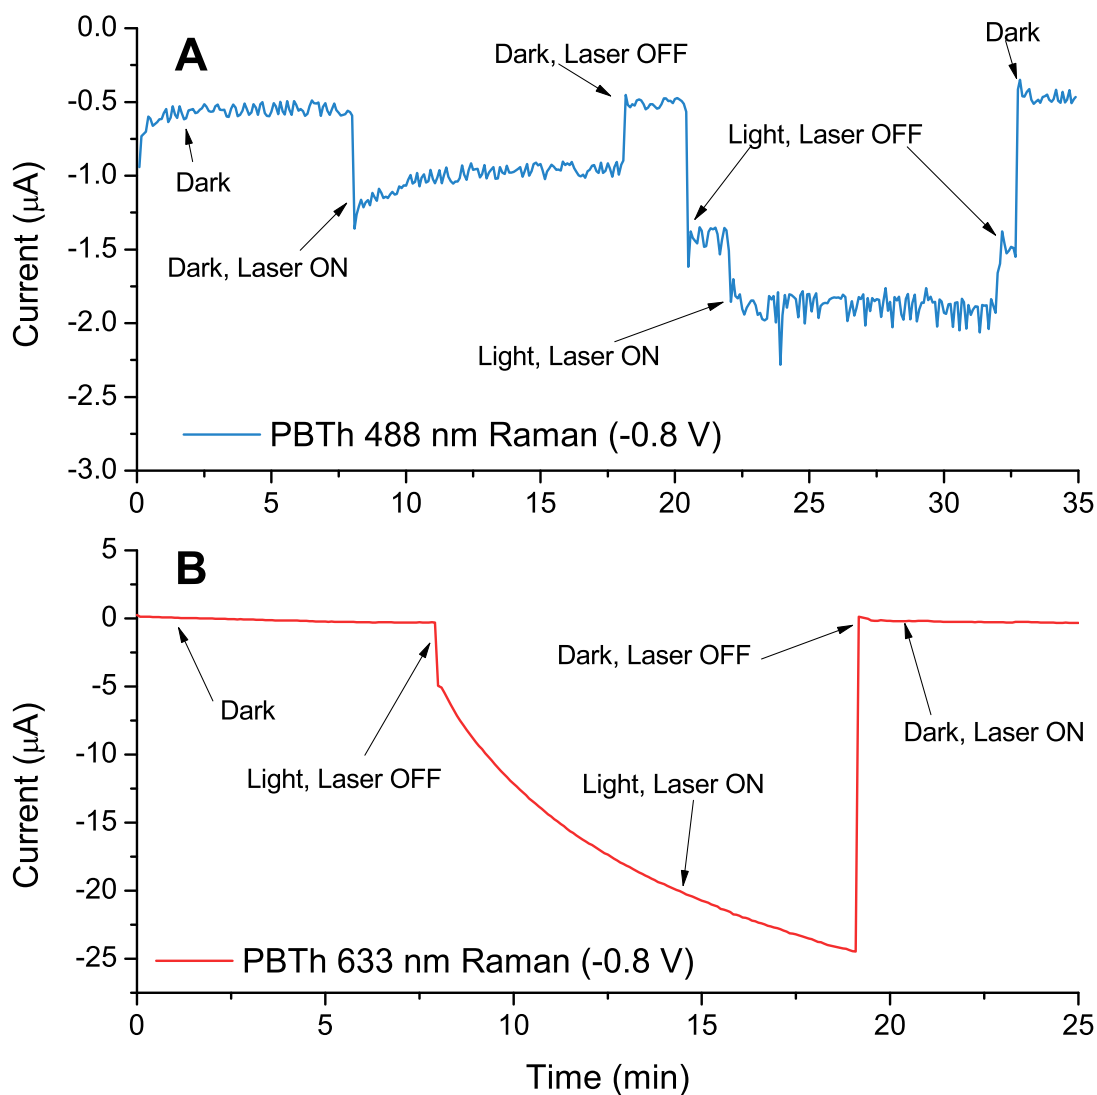 A
0.0
-0.5
-1.0
-1.5
-2.0
-2.5
-3.0
Current (μA)
Dark
Dark, Laser ON
Dark, Laser OFF
Light, Laser OFF
Light, Laser ON
Dark
PBTh 488 nm Raman (-0.8 V)
0 5 10 15 20 25 30 35
B
5
0
-5
-10
-15
-20
-25
Current (μA)
Dark
Light, Laser OFF
Light, Laser ON
Dark, Laser OFF
Dark, Laser ON
PBTh 633 nm Raman (-0.8 V)
0 5 10 15 20 25
Time (min)